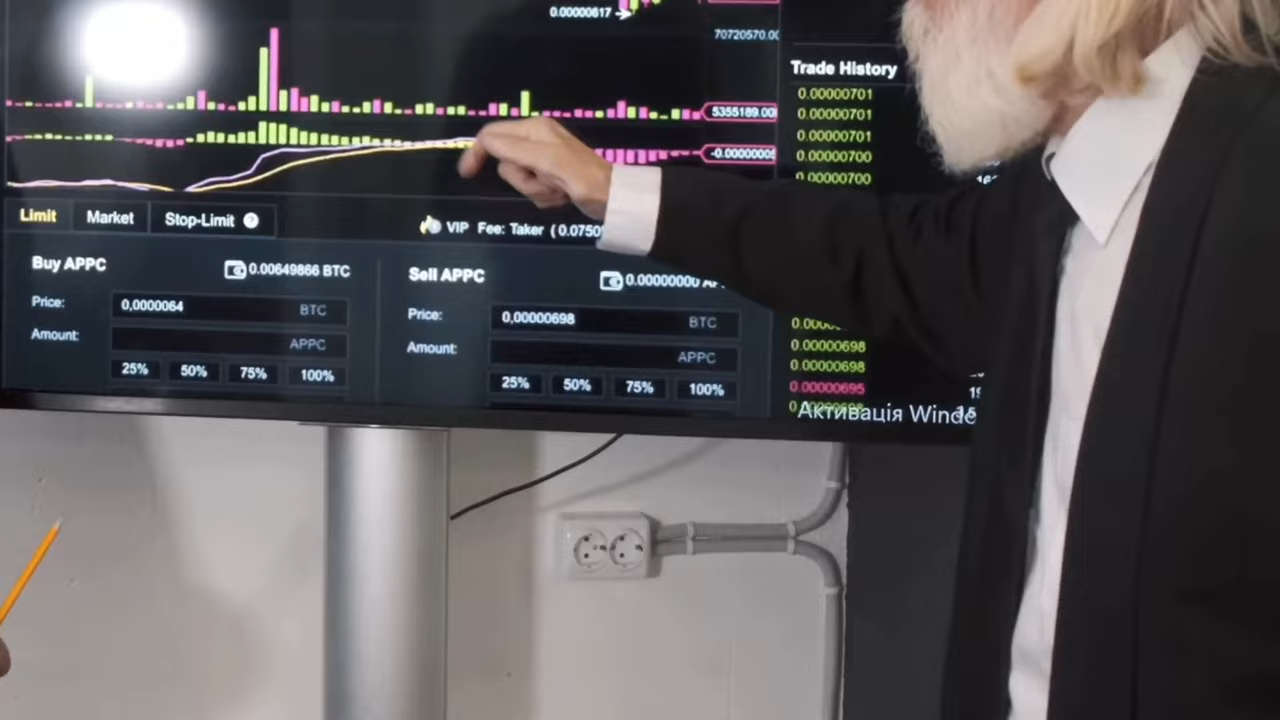 0.00000617
70720570.00
Trade History
0.00000701
0.00000701
5355189.00
0.00000701
0.00000700
-0.00000005
0.00000700
Limit
Market
Stop-Limit ?
VIP Fee: Taker (0.0750
Buy APPC
0.00649866 BTC
Sell APPC
0.00000000
Price:
0,0000064
BTC
Price:
0,00000698
BTC
Amount:
APPC
Amount:
APPC
25% 50% 75% 100%
25% 50% 75% 100%
0.00000698
0.00000698
0.00000695
Активація Windo